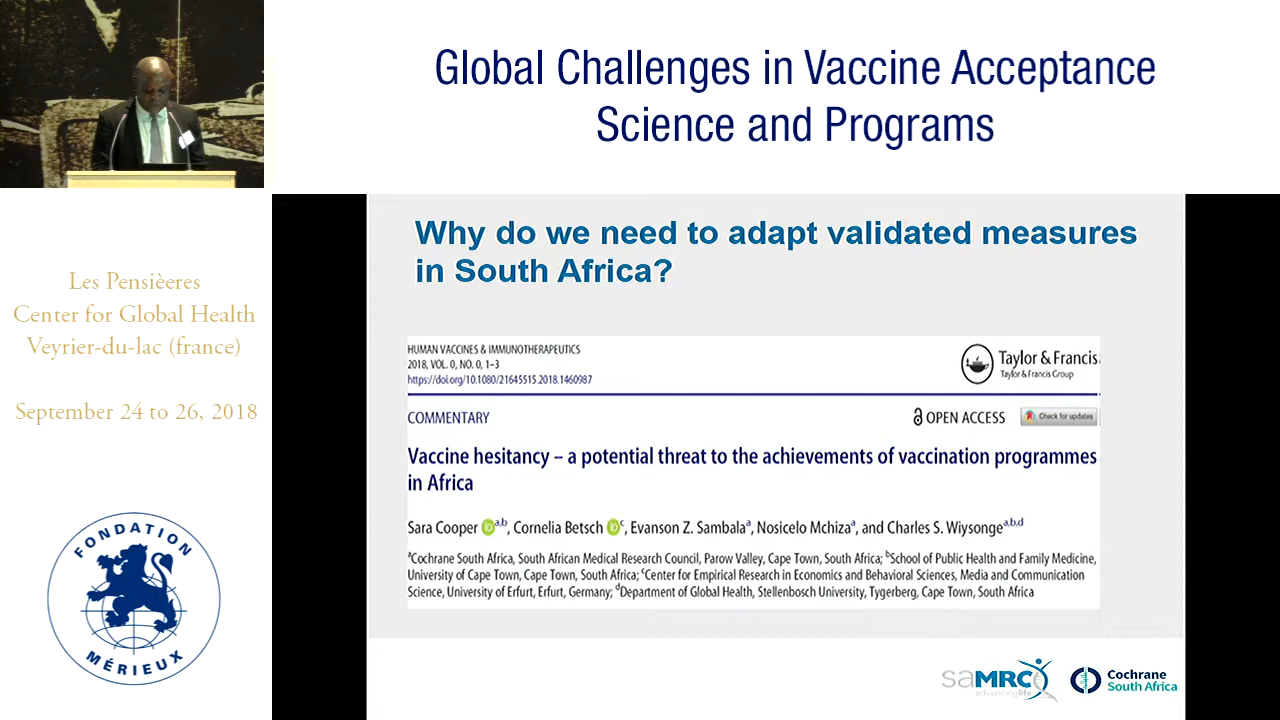 Global Challenges in Vaccine Acceptance
Science and Programs
Les Pensièeres
Center for Global Health
Veyrier-du-lac (france)
September 24 to 26, 2018
FONDATION
MÉRIEUX
Why do we need to adapt validated measures
in South Africa?
HUMAN VACCINES & IMMUNOTHERAPEUTICS
2018, VOL. 0, NO. 0, 1–3
https://doi.org/10.1080/21645515.2018.1460987
Taylor & Francis
Taylor & Francis Group
COMMENTARY
OPEN ACCESS
Check for updates
Vaccine hesitancy – a potential threat to the achievements of vaccination programmes
in Africa
Sara Cooper iD a,b, Cornelia Betsch iD c, Evanson Z. Sambala a, Nosicelo Mchiza a, and Charles S. Wiysonge a,b,d
aCochrane South Africa, South African Medical Research Council, Parow Valley, Cape Town, South Africa; bSchool of Public Health and Family Medicine,
University of Cape Town, Cape Town, South Africa; cCenter for Empirical Research in Economics and Behavioral Sciences, Media and Communication
Science, University of Erfurt, Erfurt, Germany; dDepartment of Global Health, Stellenbosch University, Tygerberg, Cape Town, South Africa
saMRC
advancing life
Cochrane
South Africa